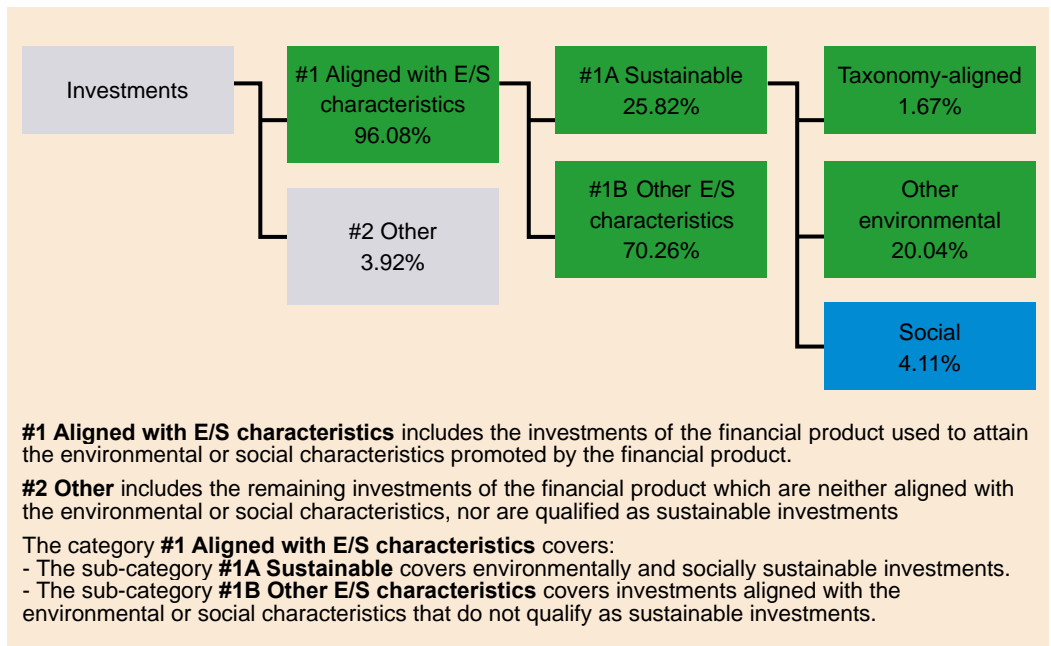 Investments
#1 Aligned with E/S
characteristics
96.08%
#2 Other
3.92%
#1A Sustainable
25.82%
#1B Other E/S
characteristics
70.26%
Taxonomy-aligned
1.67%
Other
environmental
20.04%
Social
4.11%
#1 Aligned with E/S characteristics includes the investments of the financial product used to attain
the environmental or social characteristics promoted by the financial product.
#2 Other includes the remaining investments of the financial product which are neither aligned with
the environmental or social characteristics, nor are qualified as sustainable investments
The category #1 Aligned with E/S characteristics covers:
- The sub-category #1A Sustainable covers environmentally and socially sustainable investments.
- The sub-category #1B Other E/S characteristics covers investments aligned with the
environmental or social characteristics that do not qualify as sustainable investments.